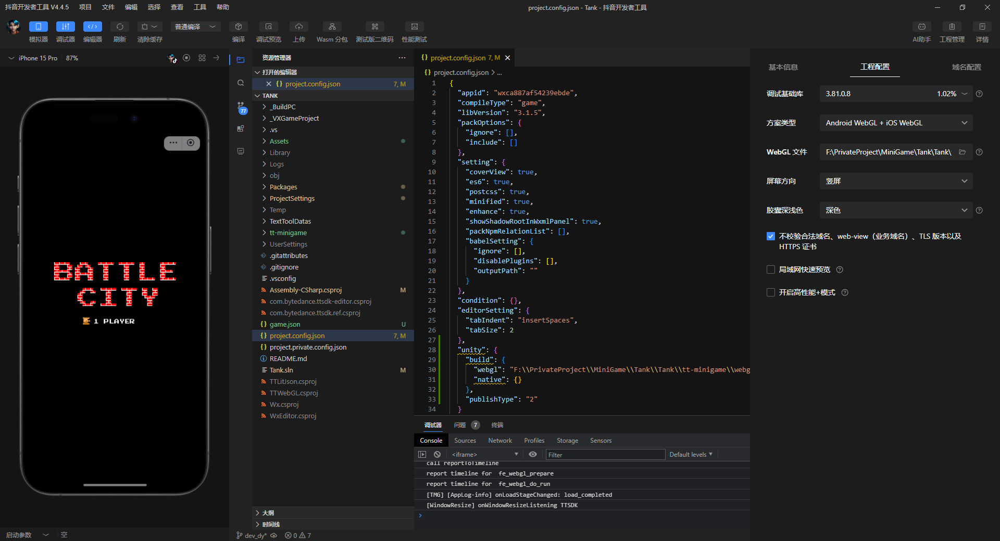 抖音开发者工具 V4.4.5 项目 文件 编辑 选择 查看 工具 帮助 project.config.json - Tank - 抖音开发者工具
模拟器 调试器 编辑器 刷新 清除缓存 普通编译 编译 调试预览 上传 Wasm 分包 测试版二维码 性能测试 AI助手 工程管理 详情
iPhone 15 Pro 87%
BATTLE
CITY
1 PLAYER
启动参数 空
资源管理器
打开的编辑器
project.config.json 7, M
TANK
_BuildPC
_VXGameProject
.vs
Assets
Library
Logs
obj
Packages
ProjectSettings
Temp
TextToolDatas
tt-minigame
UserSettings
.gitattributes
.gitignore
.vsconfig
Assembly-CSharp.csproj M
com.bytedance.ttsdk-editor.csproj
com.bytedance.ttsdk.ref.csproj
game.json U
project.config.json 7, M
project.private.config.json
README.md
Tank.sln M
TTLitJson.csproj
TTWebGL.csproj
Wx.csproj
WxEditor.csproj
大纲
时间线
77
dev_dy* 0 7
{} project.config.json 7, M
{} project.config.json > ...
1 {
2 "appid": "wxca887af54239ebde",
3 "compileType": "game",
4 "libVersion": "3.1.5",
5 "packOptions": {
6 "ignore": [],
7 "include": []
8 },
9 "setting": {
10 "coverView": true,
11 "es6": true,
12 "postcss": true,
13 "minified": true,
14 "enhance": true,
15 "showShadowRootInWxmlPanel": true,
16 "packNpmRelationList": [],
17 "babelSetting": {
18 "ignore": [],
19 "disablePlugins": [],
20 "outputPath": ""
21 }
22 },
23 "condition": {},
24 "editorSetting": {
25 "tabIndent": "insertSpaces",
26 "tabSize": 2
27 },
28 "unity": {
29 "build": {
30 "webgl": "F:\\PrivateProject\\MiniGame\\Tank\\Tank\\tt-minigame\\webg
31 "native": {}
32 },
33 "publishType": "2"
34 }
调试器 问题 7 终端
Console Sources Network Profiles Storage Sensors
<iframe> Filter Default levels
call reportToTimeline
report timeline for fe_webgl_prepare
report timeline for fe_webgl_do_run
[TMG] [AppLog-info] onLoadStageChanged: load_completed
[WindowResize] onWindowResizeListening TTSDK
基本信息 工程配置 域名配置
调试基础库 3.81.0.8 1.02%
方案类型 Android WebGL + iOS WebGL
WebGL 文件 F:\PrivateProject\MiniGame\Tank\Tank\
屏幕方向 竖屏
胶囊深浅色 深色
不校验合法域名、web-view（业务域名）、TLS 版本以及
HTTPS 证书
局域网快速预览
开启高性能+模式